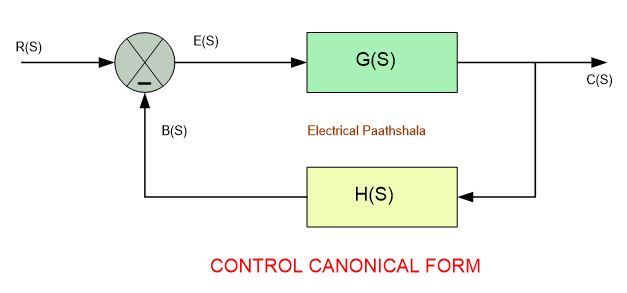 R(S)
E(S)
G(S)
C(S)
B(S)
Electrical Paathshala
H(S)
CONTROL CANONICAL FORM